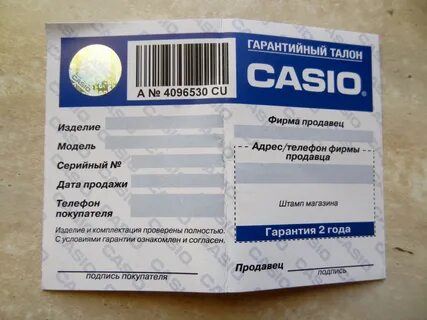 CASIO
A № 4096530 CU
Изделие
Модель
Серийный №
Дата продажи
Телефон
покупателя
Изделие и комплектация проверены полностью.
С условиями гарантии ознакомлен и согласен.
подпись покупателя
ГАРАНТИЙНЫЙ ТАЛОН
CASIO®
Фирма продавец
Адрес/телефон фирмы
продавца
Штамп магазина
Гарантия 2 года
Продавец
подпись